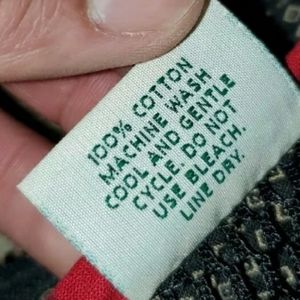 100% COTTON
MACHINE WASH
COOL AND GENTLE
CYCLE. DO NOT
USE BLEACH.
LINE DRY.